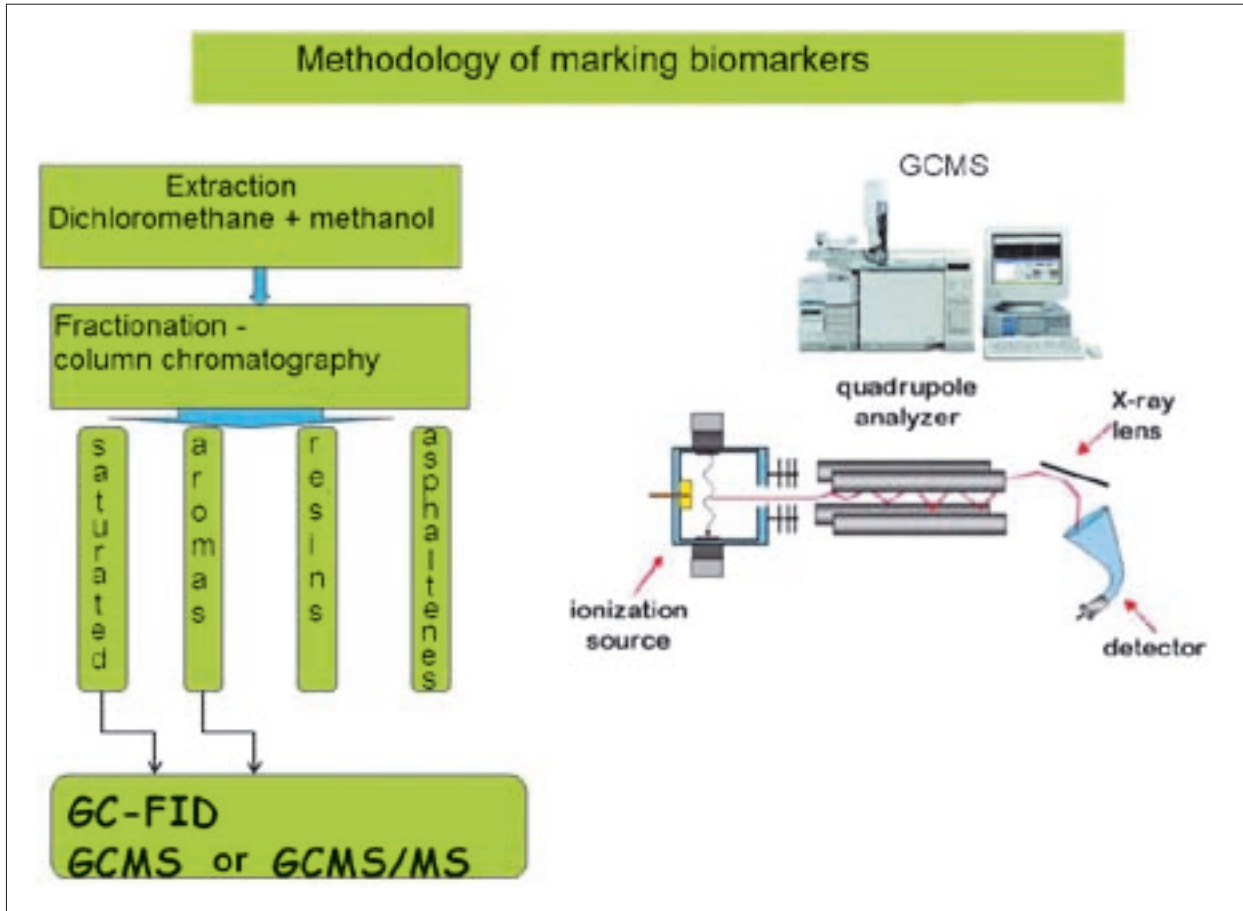 Methodology of marking biomarkers
Extraction
Dichloromethane + methanol
Fractionation -
column chromatography
saturated
aromas
resins
asphaltenes
GC-FID
GCMS or GCMS/MS
GCMS
quadrupole
analyzer
X-ray
lens
ionization
source
detector